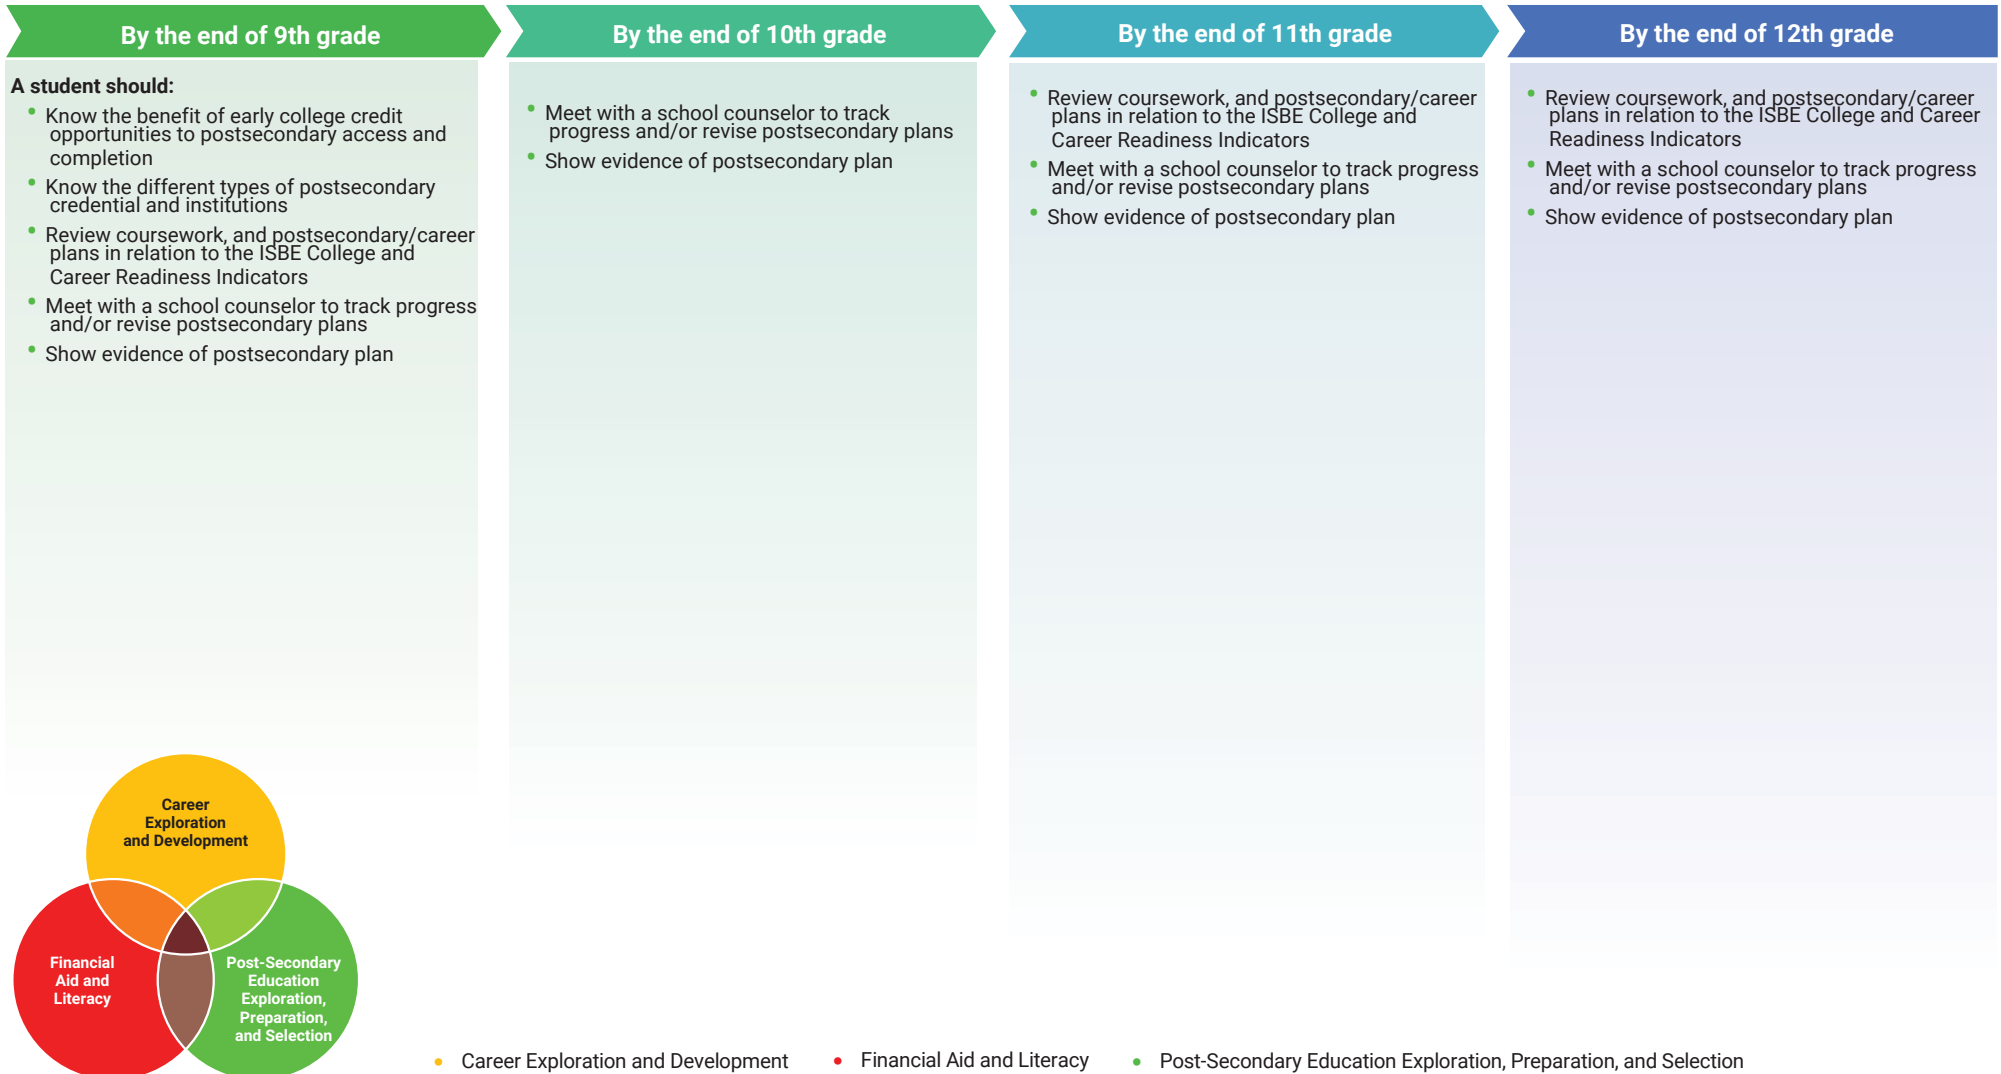 By the end of 9th grade
A student should:
• Know the benefit of early college credit
opportunities to postsecondary access and
completion
• Know the different types of postsecondary
credential and institutions
• Review coursework, and postsecondary/career
plans in relation to the ISBE College and
Career Readiness Indicators
• Meet with a school counselor to track progress
and/or revise postsecondary plans
• Show evidence of postsecondary plan
By the end of 10th grade
• Meet with a school counselor to track
progress and/or revise postsecondary plans
• Show evidence of postsecondary plan
By the end of 11th grade
• Review coursework, and postsecondary/career
plans in relation to the ISBE College and
Career Readiness Indicators
• Meet with a school counselor to track progress
and/or revise postsecondary plans
• Show evidence of postsecondary plan
By the end of 12th grade
• Review coursework, and postsecondary/career
plans in relation to the ISBE College and Career
Readiness Indicators
• Meet with a school counselor to track progress
and/or revise postsecondary plans
• Show evidence of postsecondary plan
Career
Exploration
and Development
Financial
Aid and
Literacy
Post-Secondary
Education
Exploration,
Preparation,
and Selection
• Career Exploration and Development
• Financial Aid and Literacy
• Post-Secondary Education Exploration, Preparation, and Selection